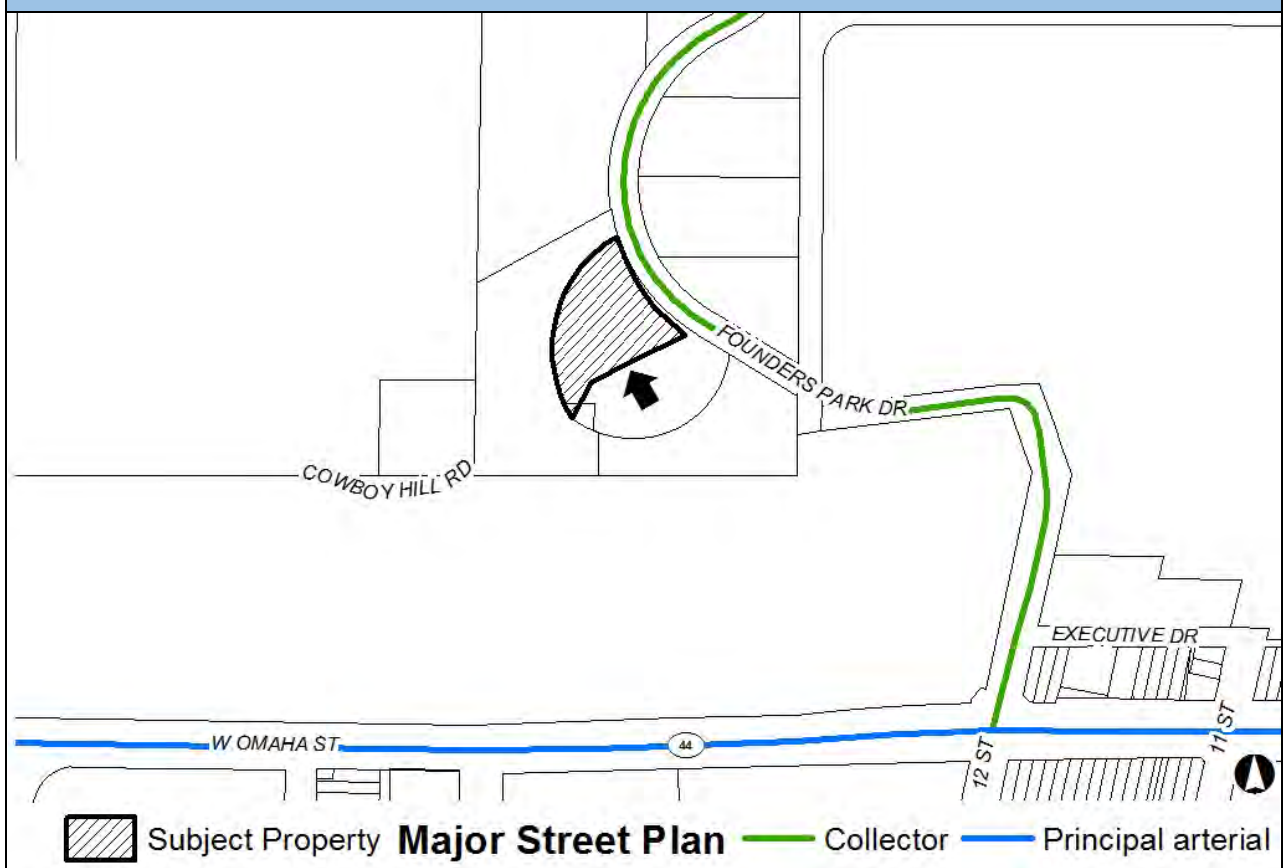 FOUNDERS PARK DR
COWBOY HILL RD
EXECUTIVE DR
W OMAHA ST
44
12 ST
11 ST
Subject Property Major Street Plan Collector Principal arterial